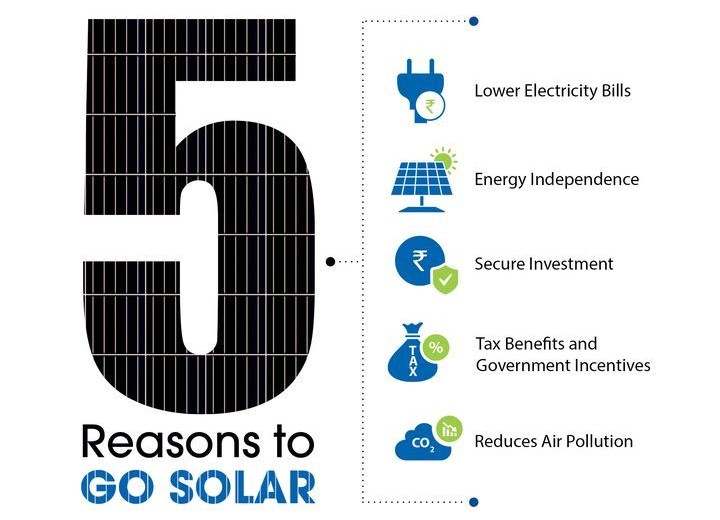 5
Reasons to
GO SOLAR
₹
Lower Electricity Bills
Energy Independence
₹
Secure Investment
TAX
%
Tax Benefits and
Government Incentives
CO₂
Reduces Air Pollution